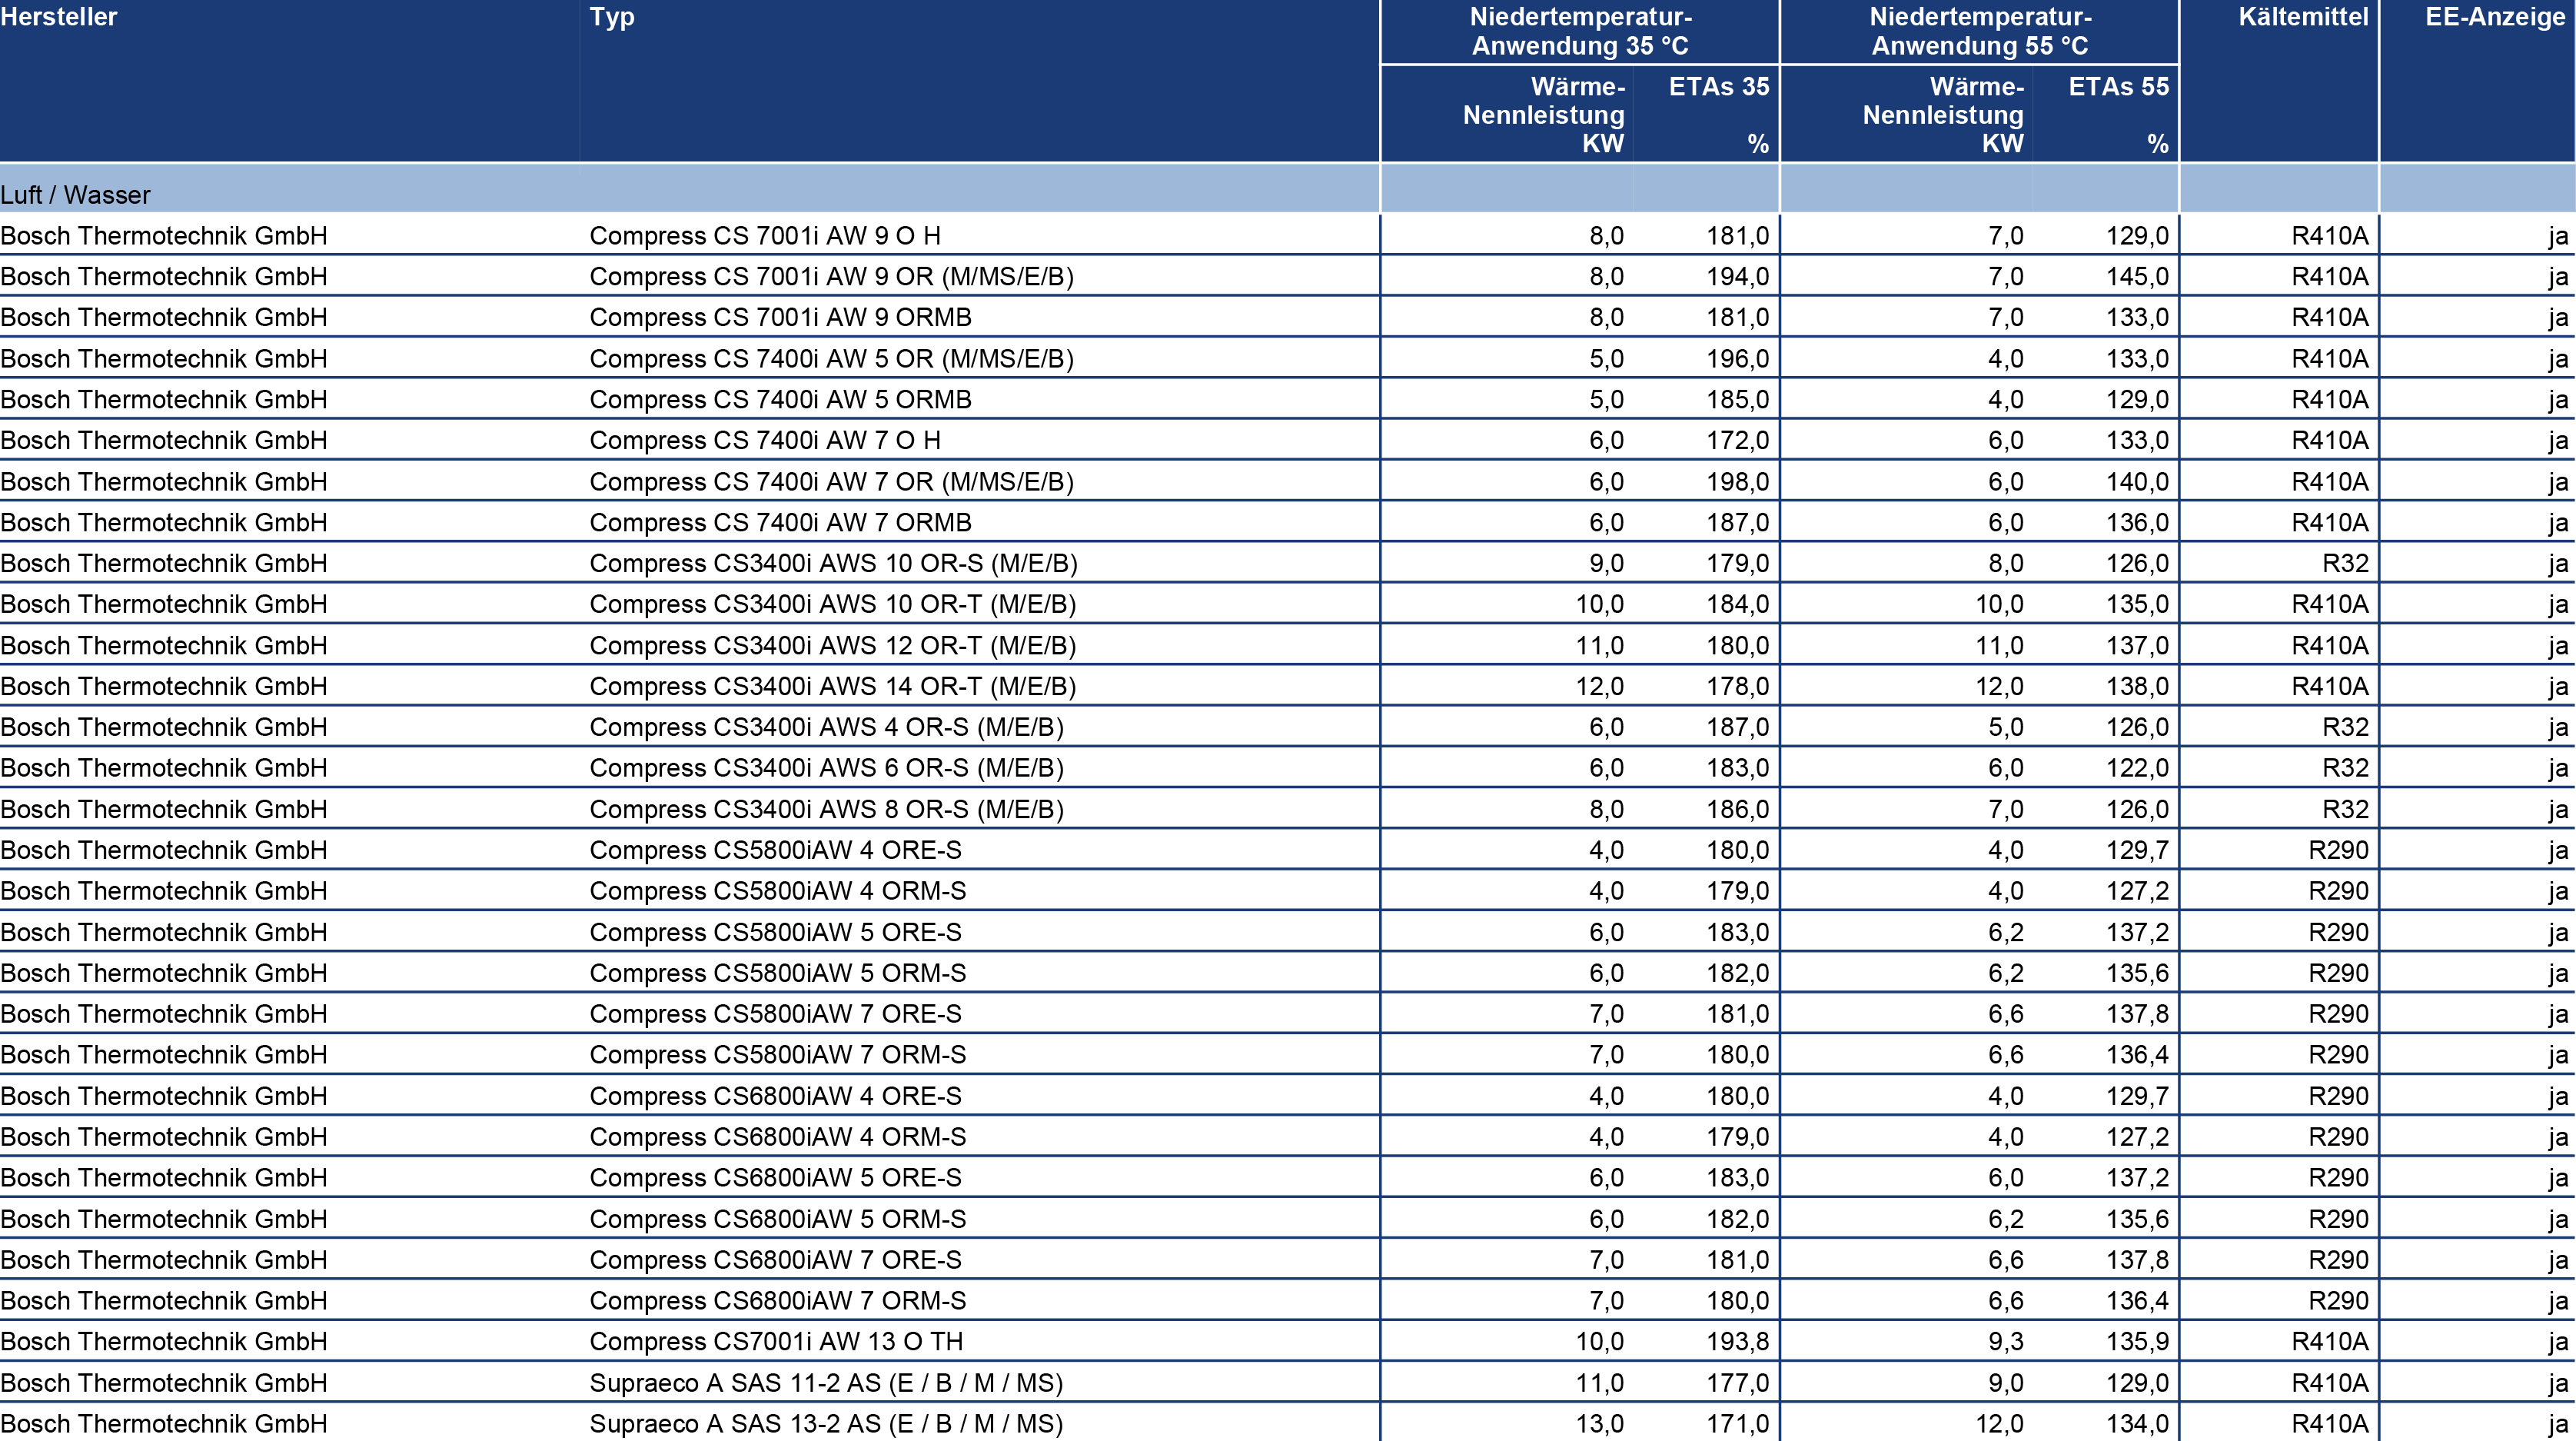 Hersteller Typ Niedertemperatur- Niedertemperatur- Kältemittel EE-Anzeige
Anwendung 35 °C Anwendung 55 °C
Wärme- ETAs 35 Wärme- ETAs 55
Nennleistung Nennleistung
KW % KW %
Luft / Wasser
Bosch Thermotechnik GmbH Compress CS 7001i AW 9 O H 8,0 181,0 7,0 129,0 R410A ja
Bosch Thermotechnik GmbH Compress CS 7001i AW 9 OR (M/MS/E/B) 8,0 194,0 7,0 145,0 R410A ja
Bosch Thermotechnik GmbH Compress CS 7001i AW 9 ORMB 8,0 181,0 7,0 133,0 R410A ja
Bosch Thermotechnik GmbH Compress CS 7400i AW 5 OR (M/MS/E/B) 5,0 196,0 4,0 133,0 R410A ja
Bosch Thermotechnik GmbH Compress CS 7400i AW 5 ORMB 5,0 185,0 4,0 129,0 R410A ja
Bosch Thermotechnik GmbH Compress CS 7400i AW 7 O H 6,0 172,0 6,0 133,0 R410A ja
Bosch Thermotechnik GmbH Compress CS 7400i AW 7 OR (M/MS/E/B) 6,0 198,0 6,0 140,0 R410A ja
Bosch Thermotechnik GmbH Compress CS 7400i AW 7 ORMB 6,0 187,0 6,0 136,0 R410A ja
Bosch Thermotechnik GmbH Compress CS3400i AWS 10 OR-S (M/E/B) 9,0 179,0 8,0 126,0 R32 ja
Bosch Thermotechnik GmbH Compress CS3400i AWS 10 OR-T (M/E/B) 10,0 184,0 10,0 135,0 R410A ja
Bosch Thermotechnik GmbH Compress CS3400i AWS 12 OR-T (M/E/B) 11,0 180,0 11,0 137,0 R410A ja
Bosch Thermotechnik GmbH Compress CS3400i AWS 14 OR-T (M/E/B) 12,0 178,0 12,0 138,0 R410A ja
Bosch Thermotechnik GmbH Compress CS3400i AWS 4 OR-S (M/E/B) 6,0 187,0 5,0 126,0 R32 ja
Bosch Thermotechnik GmbH Compress CS3400i AWS 6 OR-S (M/E/B) 6,0 183,0 6,0 122,0 R32 ja
Bosch Thermotechnik GmbH Compress CS3400i AWS 8 OR-S (M/E/B) 8,0 186,0 7,0 126,0 R32 ja
Bosch Thermotechnik GmbH Compress CS5800iAW 4 ORE-S 4,0 180,0 4,0 129,7 R290 ja
Bosch Thermotechnik GmbH Compress CS5800iAW 4 ORM-S 4,0 179,0 4,0 127,2 R290 ja
Bosch Thermotechnik GmbH Compress CS5800iAW 5 ORE-S 6,0 183,0 6,2 137,2 R290 ja
Bosch Thermotechnik GmbH Compress CS5800iAW 5 ORM-S 6,0 182,0 6,2 135,6 R290 ja
Bosch Thermotechnik GmbH Compress CS5800iAW 7 ORE-S 7,0 181,0 6,6 137,8 R290 ja
Bosch Thermotechnik GmbH Compress CS5800iAW 7 ORM-S 7,0 180,0 6,6 136,4 R290 ja
Bosch Thermotechnik GmbH Compress CS6800iAW 4 ORE-S 4,0 180,0 4,0 129,7 R290 ja
Bosch Thermotechnik GmbH Compress CS6800iAW 4 ORM-S 4,0 179,0 4,0 127,2 R290 ja
Bosch Thermotechnik GmbH Compress CS6800iAW 5 ORE-S 6,0 183,0 6,0 137,2 R290 ja
Bosch Thermotechnik GmbH Compress CS6800iAW 5 ORM-S 6,0 182,0 6,2 135,6 R290 ja
Bosch Thermotechnik GmbH Compress CS6800iAW 7 ORE-S 7,0 181,0 6,6 137,8 R290 ja
Bosch Thermotechnik GmbH Compress CS6800iAW 7 ORM-S 7,0 180,0 6,6 136,4 R290 ja
Bosch Thermotechnik GmbH Compress CS7001i AW 13 O TH 10,0 193,8 9,3 135,9 R410A ja
Bosch Thermotechnik GmbH Supraeco A SAS 11-2 AS (E / B / M / MS) 11,0 177,0 9,0 129,0 R410A ja
Bosch Thermotechnik GmbH Supraeco A SAS 13-2 AS (E / B / M / MS) 13,0 171,0 12,0 134,0 R410A ja